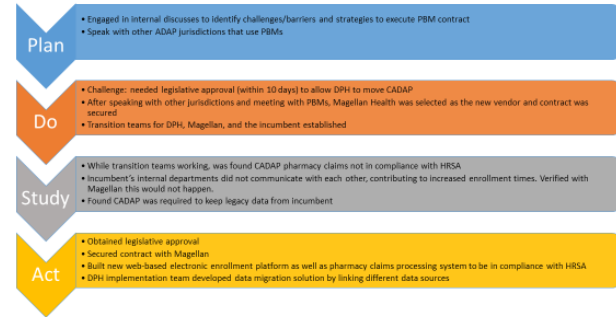 Plan
• Engaged in internal discusses to identify challenges/barriers and strategies to execute PBM contract
• Speak with other ADAP jurisdictions that use PBMs
Do
• Challenge: needed legislative approval (within 10 days) to allow DPH to move CADAP
• After speaking with other jurisdictions and meeting with PBMs, Magellan Health was selected as the new vendor and contract was
secured
• Transition teams for DPH, Magellan, and the incumbent established
Study
• While transition teams working, was found CADAP pharmacy claims not in compliance with HRSA
• Incumbent's internal departments did not communicate with each other, contributing to increased enrollment times. Verified with
Magellan this would not happen.
• Found CADAP was required to keep legacy data from incumbent
Act
• Obtained legislative approval
• Secured contract with Magellan
• Built new web-based electronic enrollment platform as well as pharmacy claims processing system to be in compliance with HRSA
• DPH implementation team developed data migration solution by linking different data sources